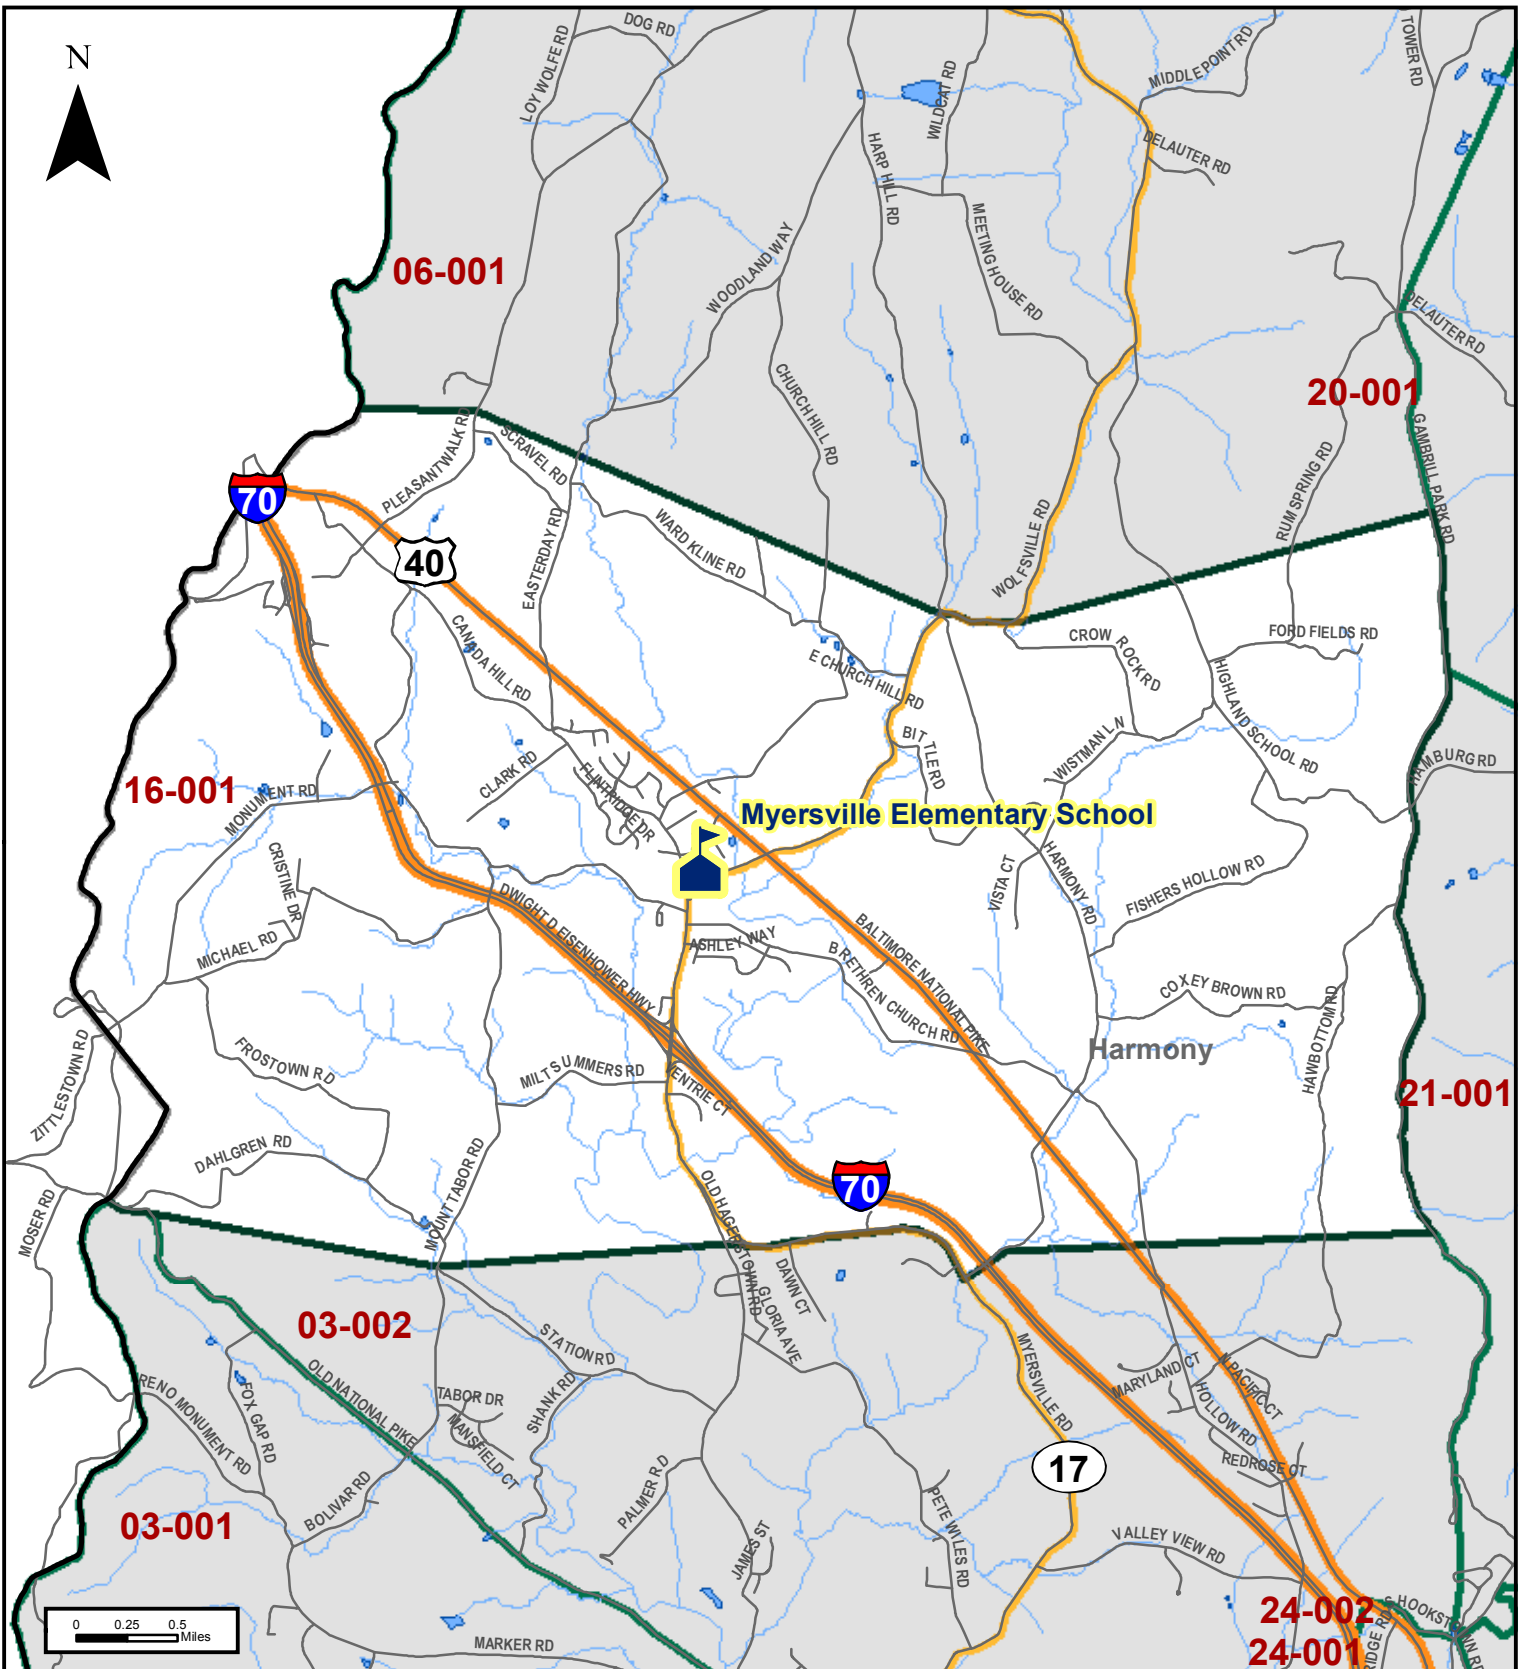 N
DOG RD
LOY WOLFE RD
WILDCAT RD
MIDDLEPOINT RD
TOWER RD
HARP HILL RD
DELAUTER RD
MEETING HOUSE RD
WOODLAND WAY
06-001
DELAUTER RD
20-001
CHURCH HILL RD
GAMBRILL PARK RD
PLEASANT WALK RD
SCRAVEL RD
RUM SPRING RD
70
40
EASTERDAY RD
WARD KLINE RD
WOLFSVILLE RD
CANADA HILL RD
E CHURCH HILL RD
CROW ROCK RD
FORD FIELDS RD
HIGHLAND SCHOOL RD
BITTLE RD
WISTMAN LN
CLARK RD
FLINTRIDGE DR
HAMBURG RD
16-001
MONUMENT RD
Myersville Elementary School
CRISTINE DR
VISTA CT
HARMONY RD
FISHERS HOLLOW RD
MICHAEL RD
DWIGHT D EISENHOWER HWY
ASHLEY WAY
BRETHREN CHURCH RD
BALTIMORE NATIONAL PIKE
COXEY BROWN RD
HAWBOTTOM RD
Harmony
ZITTLESTOWN RD
FROSTOWN RD
MILT SUMMERS RD
VENTRIE CT
21-001
DAHLGREN RD
MOUNT TABOR RD
MOSER RD
70
OLD HAGERSTOWN RD
DAWN CT
GLORIA AVE
03-002
STATION RD
MYERSVILLE RD
MARYLAND CT
N PACIFIC CT
HOLLOW RD
RENO MONUMENT RD
FOX GAP RD
OLD NATIONAL PIKE
TABOR DR
MANSFIELD CT
SHANK RD
REDROSE CT
17
PALMER RD
BOLIVAR RD
03-001
PETE WILES RD
JAMES ST
VALLEY VIEW RD
24-002
S HOOKSTOWN RD
RIDGE RD
24-001
MARKER RD
0 0.25 0.5
Miles